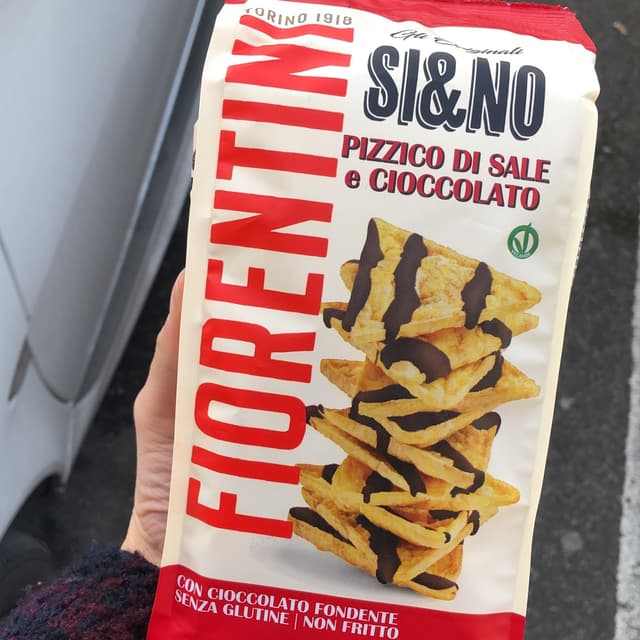 TORINO 1918
FIORENTINI
Gli Originali
SI&NO
PIZZICO DI SALE
e CIOCCOLATO
CON CIOCCOLATO FONDENTE
SENZA GLUTINE | NON FRITTO